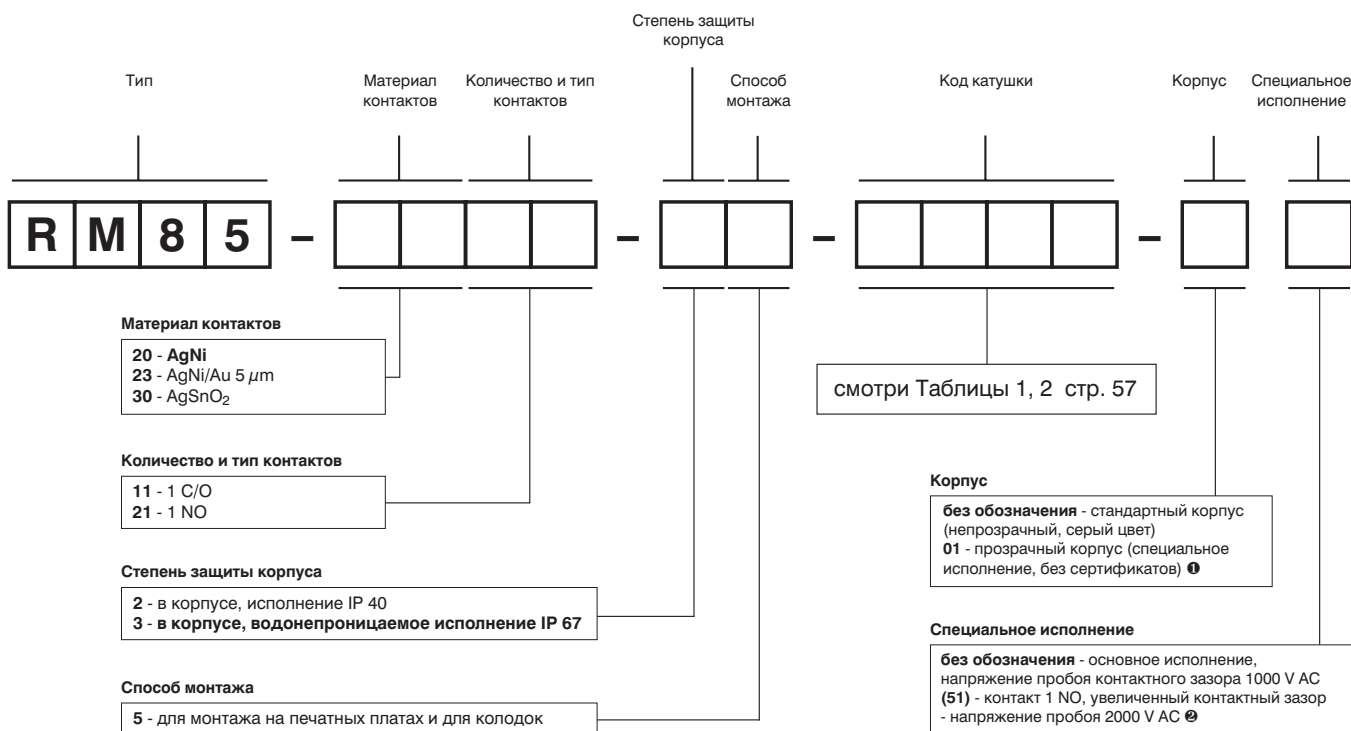 Степень защиты
корпуса
Тип
Материал
контактов
Количество и тип
контактов
Способ
монтажа
Код катушки
Корпус
Специальное
исполнение
R M 8 5 – – – –
Материал контактов
20 - AgNi
23 - AgNi/Au 5 µm
30 - AgSnO₂
смотри Таблицы 1, 2 стр. 57
Количество и тип контактов
11 - 1 C/O
21 - 1 NO
Корпус
без обозначения - стандартный корпус
(непрозрачный, серый цвет)
01 - прозрачный корпус (специальное
исполнение, без сертификатов) ❶
Степень защиты корпуса
2 - в корпусе, исполнение IP 40
3 - в корпусе, водонепроницаемое исполнение IP 67
Специальное исполнение
без обозначения - основное исполнение,
напряжение пробоя контактного зазора 1000 V AC
(51) - контакт 1 NO, увеличенный контактный зазор
- напряжение пробоя 2000 V AC ❷
Способ монтажа
5 - для монтажа на печатных платах и для колодок